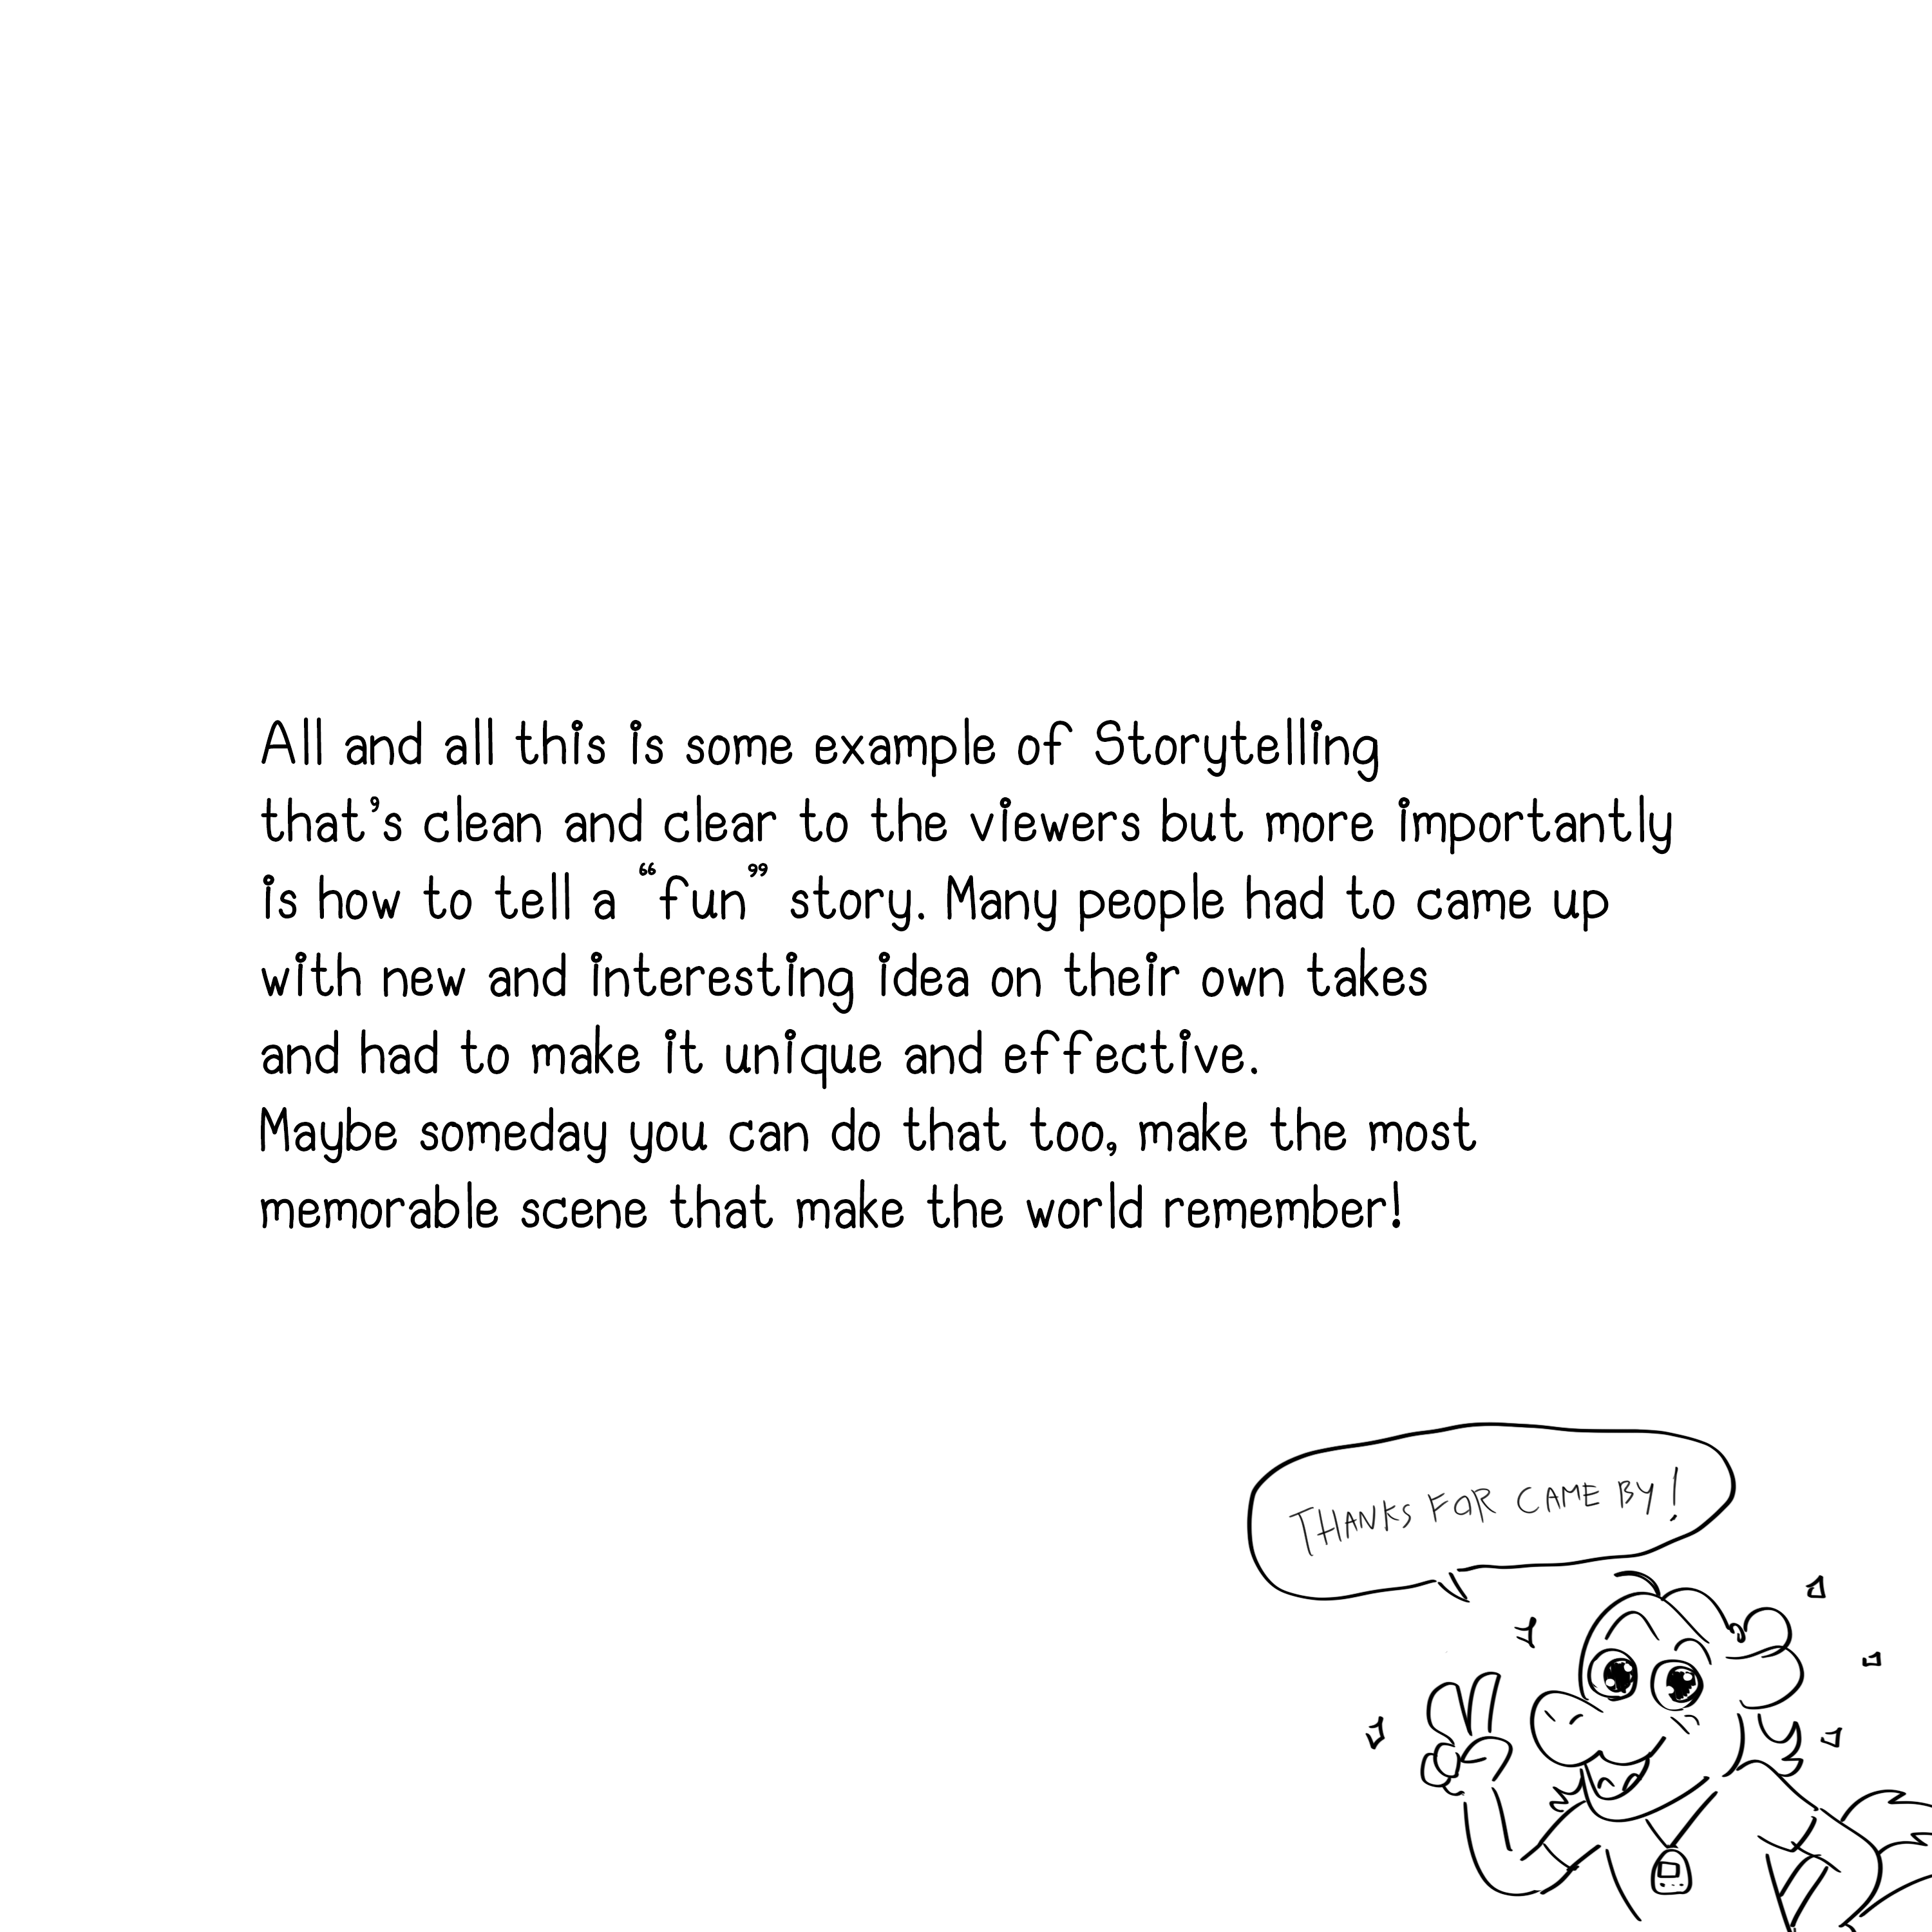 All and all this is some example of Storytelling
that’s clean and clear to the viewers but more importantly
is how to tell a “fun” story. Many people had to came up
with new and interesting idea on their own takes
and had to make it unique and effective.
Maybe someday you can do that too, make the most
memorable scene that make the world remember!
THANKS FOR CAME BY!